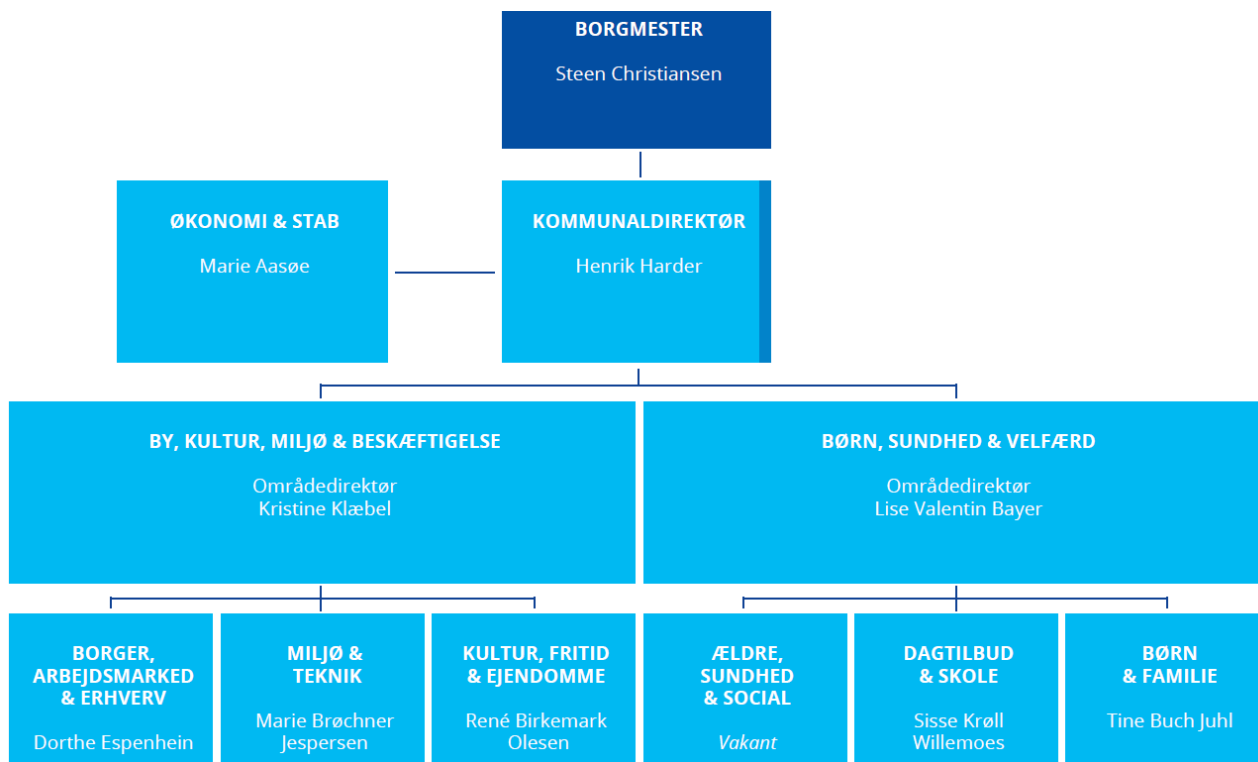 BORGMESTER
Steen Christiansen
ØKONOMI & STAB
Marie Aasøe
KOMMUNALDIREKTØR
Henrik Harder
BY, KULTUR, MILJØ & BESKÆFTIGELSE
Områdedirektør
Kristine Klæbel
BØRN, SUNDHED & VELFÆRD
Områdedirektør
Lise Valentin Bayer
BORGER,
ARBEJDSMARKED
& ERHVERV
Dorthe Espenhein
MILJØ &
TEKNIK
Marie Brøchner
Jespersen
KULTUR, FRITID
& EJENDOMME
René Birkemark
Olesen
ÆLDRE,
SUNDHED
& SOCIAL
Vakant
DAGTILBUD
& SKOLE
Sisse Krøll
Willemoes
BØRN
& FAMILIE
Tine Buch Juhl